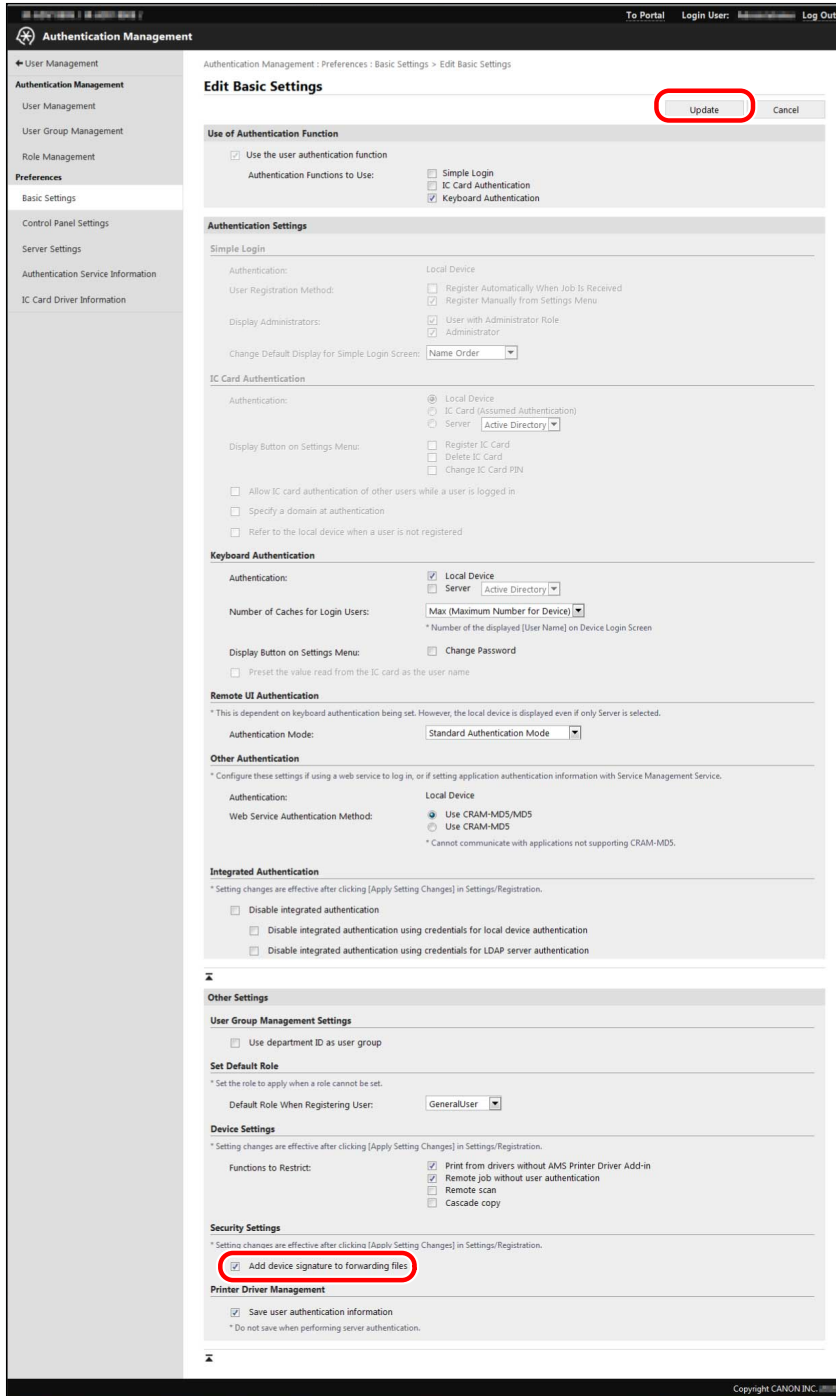 To Portal Login User: Log Out
Authentication Management
User Management
Authentication Management
User Management
User Group Management
Role Management
Preferences
Basic Settings
Control Panel Settings
Server Settings
Authentication Service Information
IC Card Driver Information
Authentication Management : Preferences : Basic Settings > Edit Basic Settings
Edit Basic Settings
Update Cancel
Use of Authentication Function
Use the user authentication function
Authentication Functions to Use: Simple Login
IC Card Authentication
Keyboard Authentication
Authentication Settings
Simple Login
Authentication: Local Device
User Registration Method: Register Automatically When Job Is Received
Register Manually from Settings Menu
Display Administrators: User with Administrator Role
Administrator
Change Default Display for Simple Login Screen: Name Order
IC Card Authentication
Authentication: Local Device
IC Card (Assumed Authentication)
Server Active Directory
Display Button on Settings Menu: Register IC Card
Delete IC Card
Change IC Card PIN
Allow IC card authentication of other users while a user is logged in
Specify a domain at authentication
Refer to the local device when a user is not registered
Keyboard Authentication
Authentication: Local Device
Server Active Directory
Number of Caches for Login Users: Max (Maximum Number for Device)
* Number of the displayed [User Name] on Device Login Screen
Display Button on Settings Menu: Change Password
Preset the value read from the IC card as the user name
Remote UI Authentication
* This is dependent on keyboard authentication being set. However, the local device is displayed even if only Server is selected.
Authentication Mode: Standard Authentication Mode
Other Authentication
* Configure these settings if using a web service to log in, or if setting application authentication information with Service Management Service.
Authentication: Local Device
Web Service Authentication Method: Use CRAM-MD5/MD5
Use CRAM-MD5
* Cannot communicate with applications not supporting CRAM-MD5.
Integrated Authentication
* Setting changes are effective after clicking [Apply Setting Changes] in Settings/Registration.
Disable integrated authentication
Disable integrated authentication using credentials for local device authentication
Disable integrated authentication using credentials for LDAP server authentication
Other Settings
User Group Management Settings
Use department ID as user group
Set Default Role
* Set the role to apply when a role cannot be set.
Default Role When Registering User: GeneralUser
Device Settings
* Setting changes are effective after clicking [Apply Setting Changes] in Settings/Registration.
Functions to Restrict: Print from drivers without AMS Printer Driver Add-in
Remote job without user authentication
Remote scan
Cascade copy
Security Settings
* Setting changes are effective after clicking [Apply Setting Changes] in Settings/Registration.
Add device signature to forwarding files
Printer Driver Management
Save user authentication information
* Do not save when performing server authentication.
Copyright CANON INC.